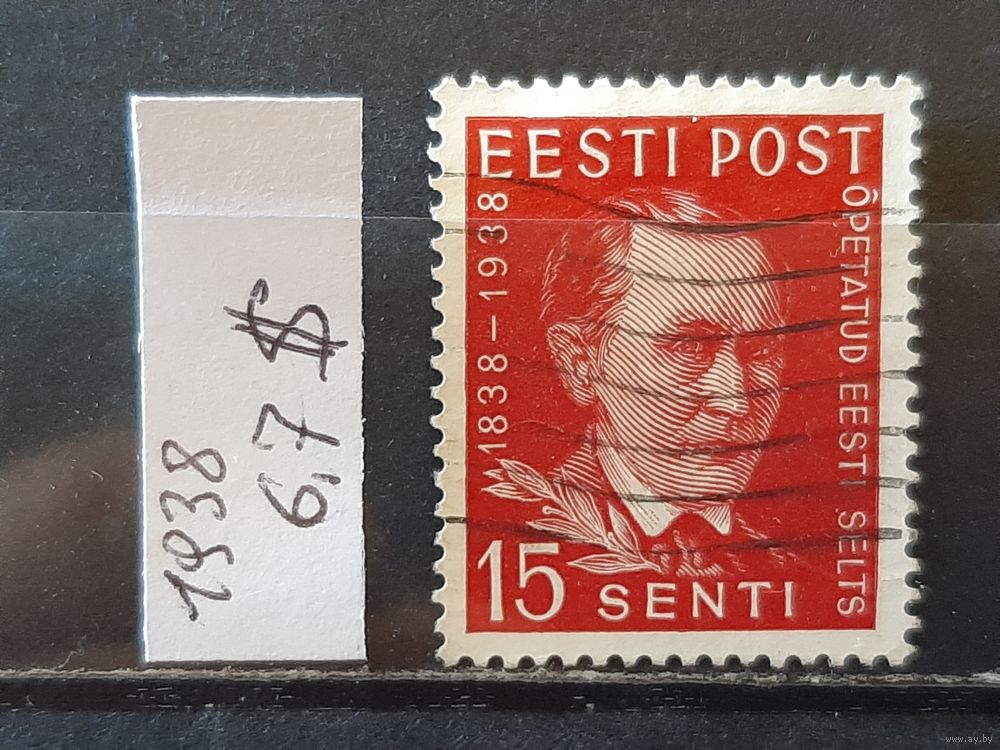 1938
6,7 $
EESTI POST
1838–1938
ÕPETATUD EESTI SELTS
15 SENTI
www.ay.by